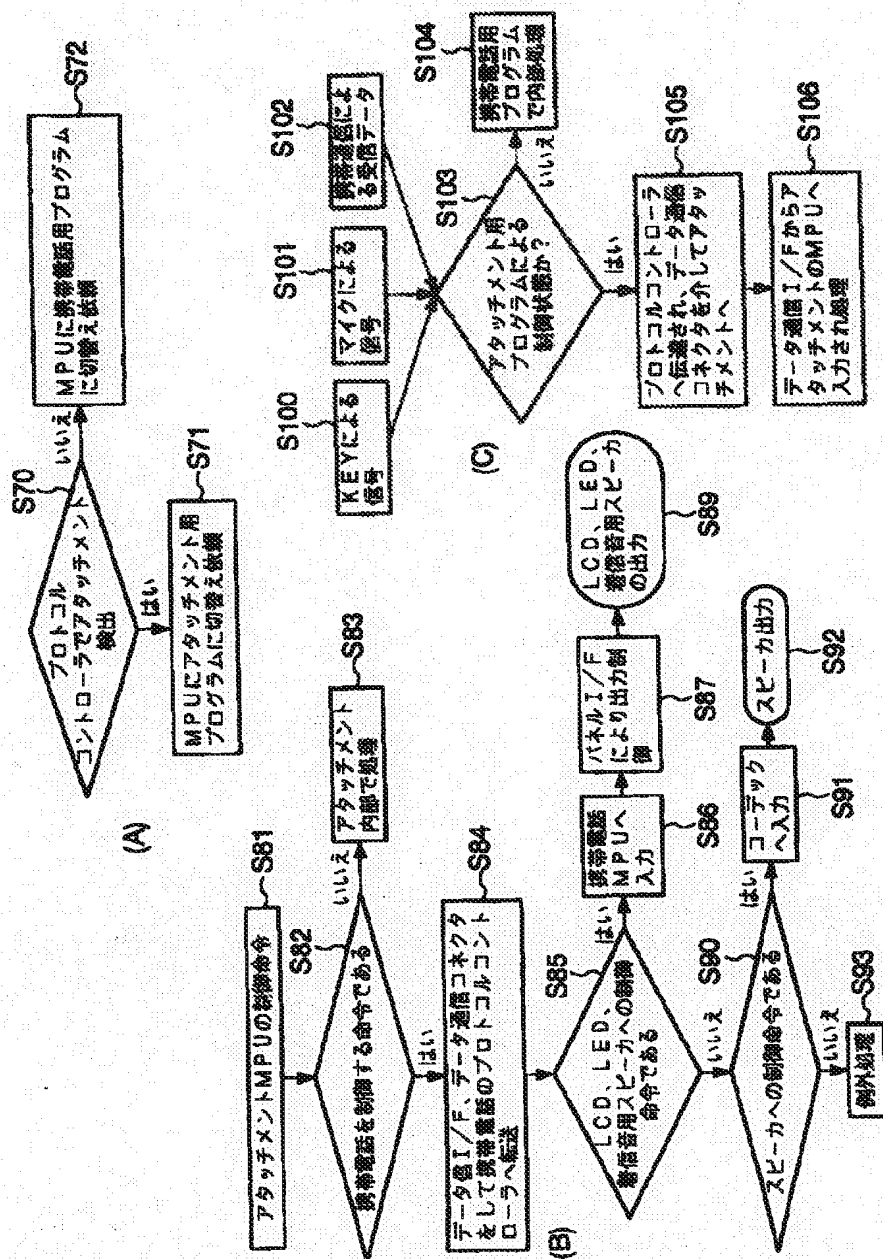 S70
プロトコル
コントローラでアタッチメント
検出
いいえ
はい
S72
MPUに携帯電話用プログラム
に切替え依頼
S71
MPUにアタッチメント用
プログラムに切替え依頼
(A)
S81
アタッチメントMPUの制御命令
S82
携帯電話を制御する命令である
いいえ
はい
S83
アタッチメント
内部で処理
S84
データ信I/F、データ通信コネクタ
をして携帯電話のプロトコルコント
ローラへ転送
S85
LCD、LED、
着信音用スピーカへの制御
命令である
はい
いいえ
S86
携帯電話
MPUへ
入力
S87
パネルI/F
により出力制
御
S89
LCD、LED、
着信音用スピーカ
の出力
S90
スピーカへの制御命令である
はい
いいえ
S91
コーデック
へ入力
S92
スピーカ出力
S93
例外処理
(B)
S100
KEYによる
信号
S101
マイクによる
信号
S102
携帯通信によ
る受信データ
S103
アタッチメント用
プログラムによる
制御状態か?
いいえ
はい
S104
携帯電話用
プログラム
で内部処理
S105
プロトコルコントローラ
へ伝達され、データ通信
コネクタを介してアタッ
チメントへ
S106
データ通信I/Fからア
タッチメントのMPUへ
入力され処理
(C)